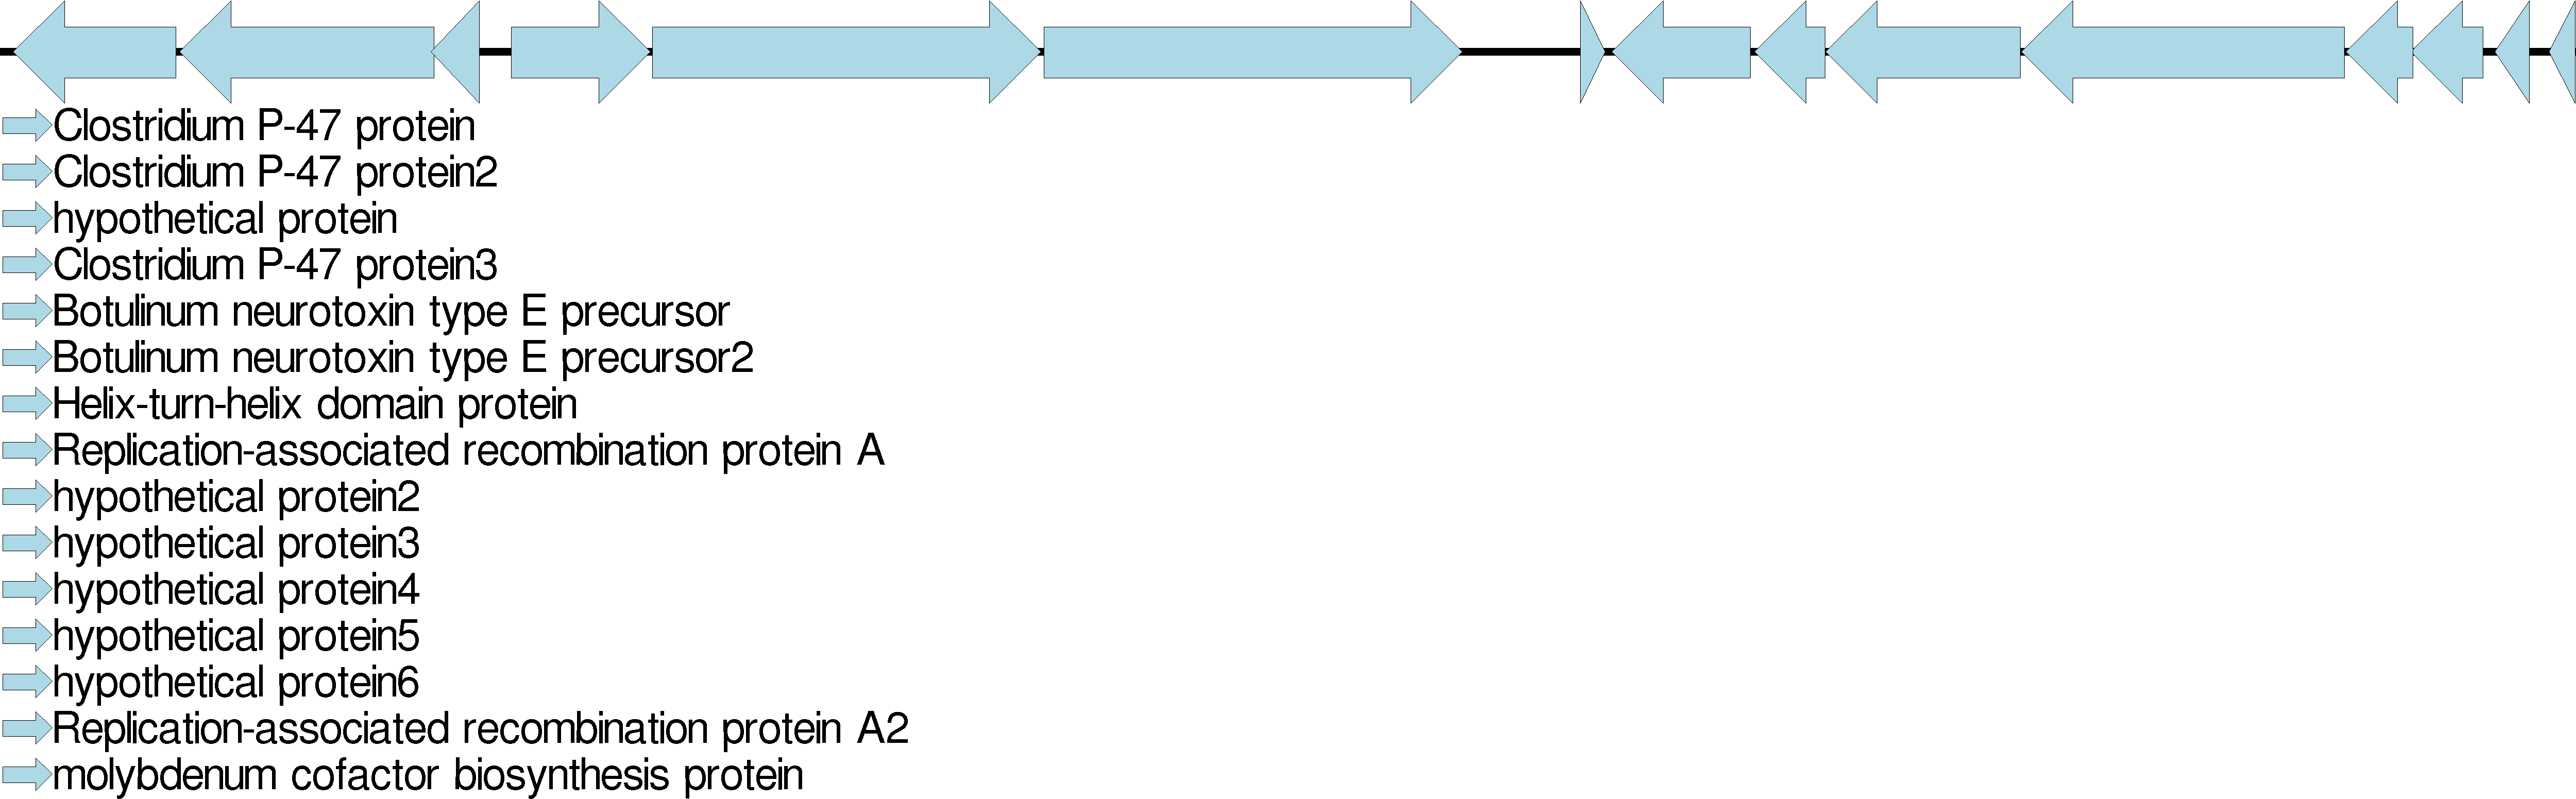 Clostridium P-47 protein
Clostridium P-47 protein2
hypothetical protein
Clostridium P-47 protein3
Botulinum neurotoxin type E precursor
Botulinum neurotoxin type E precursor2
Helix-turn-helix domain protein
Replication-associated recombination protein A
hypothetical protein2
hypothetical protein3
hypothetical protein4
hypothetical protein5
hypothetical protein6
Replication-associated recombination protein A2
molybdenum cofactor biosynthesis protein